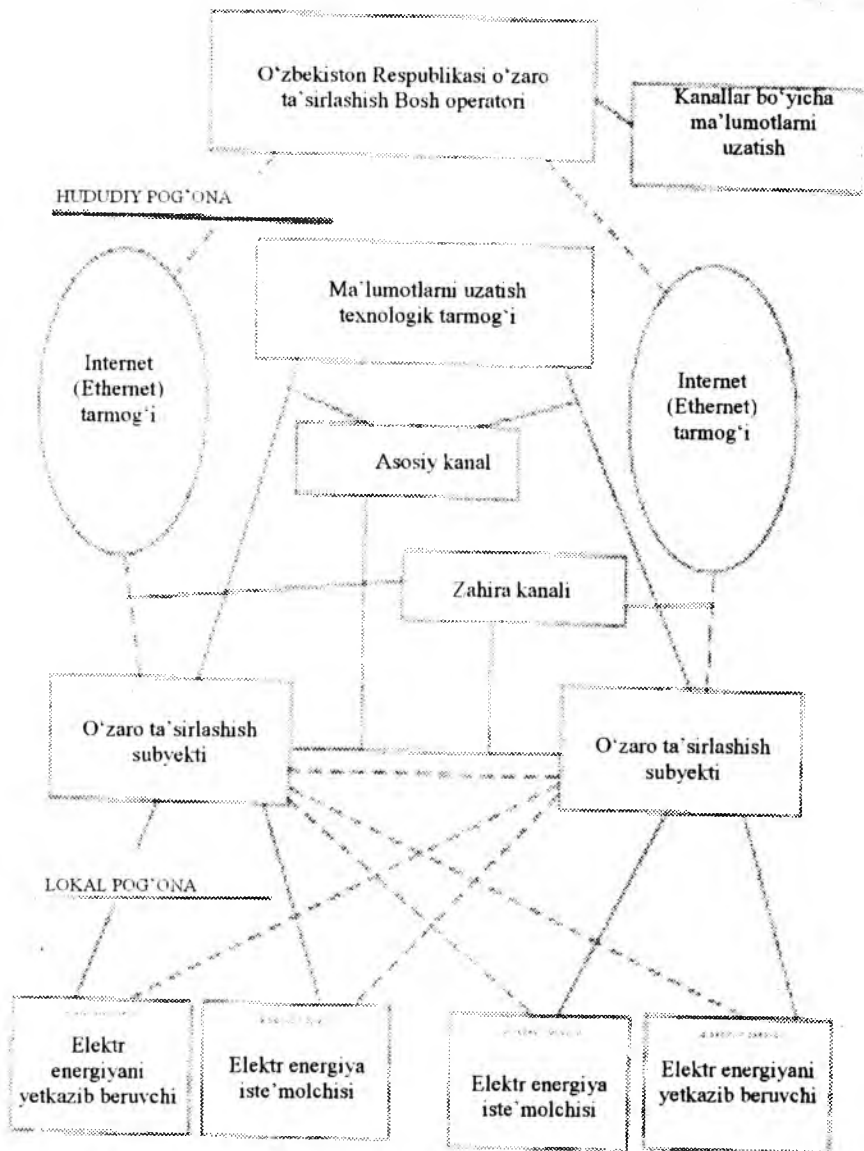 O‘zbekiston Respublikasi o‘zaro
ta`sirlashish Bosh operatori
Kanallar bo‘yicha
ma’lumotlarni
uzatish
HUDUDIY POG`ONA
Ma`lumotlarni uzatish
texnologik tarmog`i
Internet
(Ethernet)
tarmog‘i
Internet
(Ethernet)
tarmog‘i
Asosiy kanal
Zahira kanali
O‘zaro ta`sirlashish
subyekti
O‘zaro ta`sirlashish
subyekti
LOKAL POG`ONA
Elektr
energiyani
yetkazib beruvchi
Elektr energiya
iste’molchisi
Elektr energiya
iste`molchisi
Elektr energiyani
yetkazib beruvchi